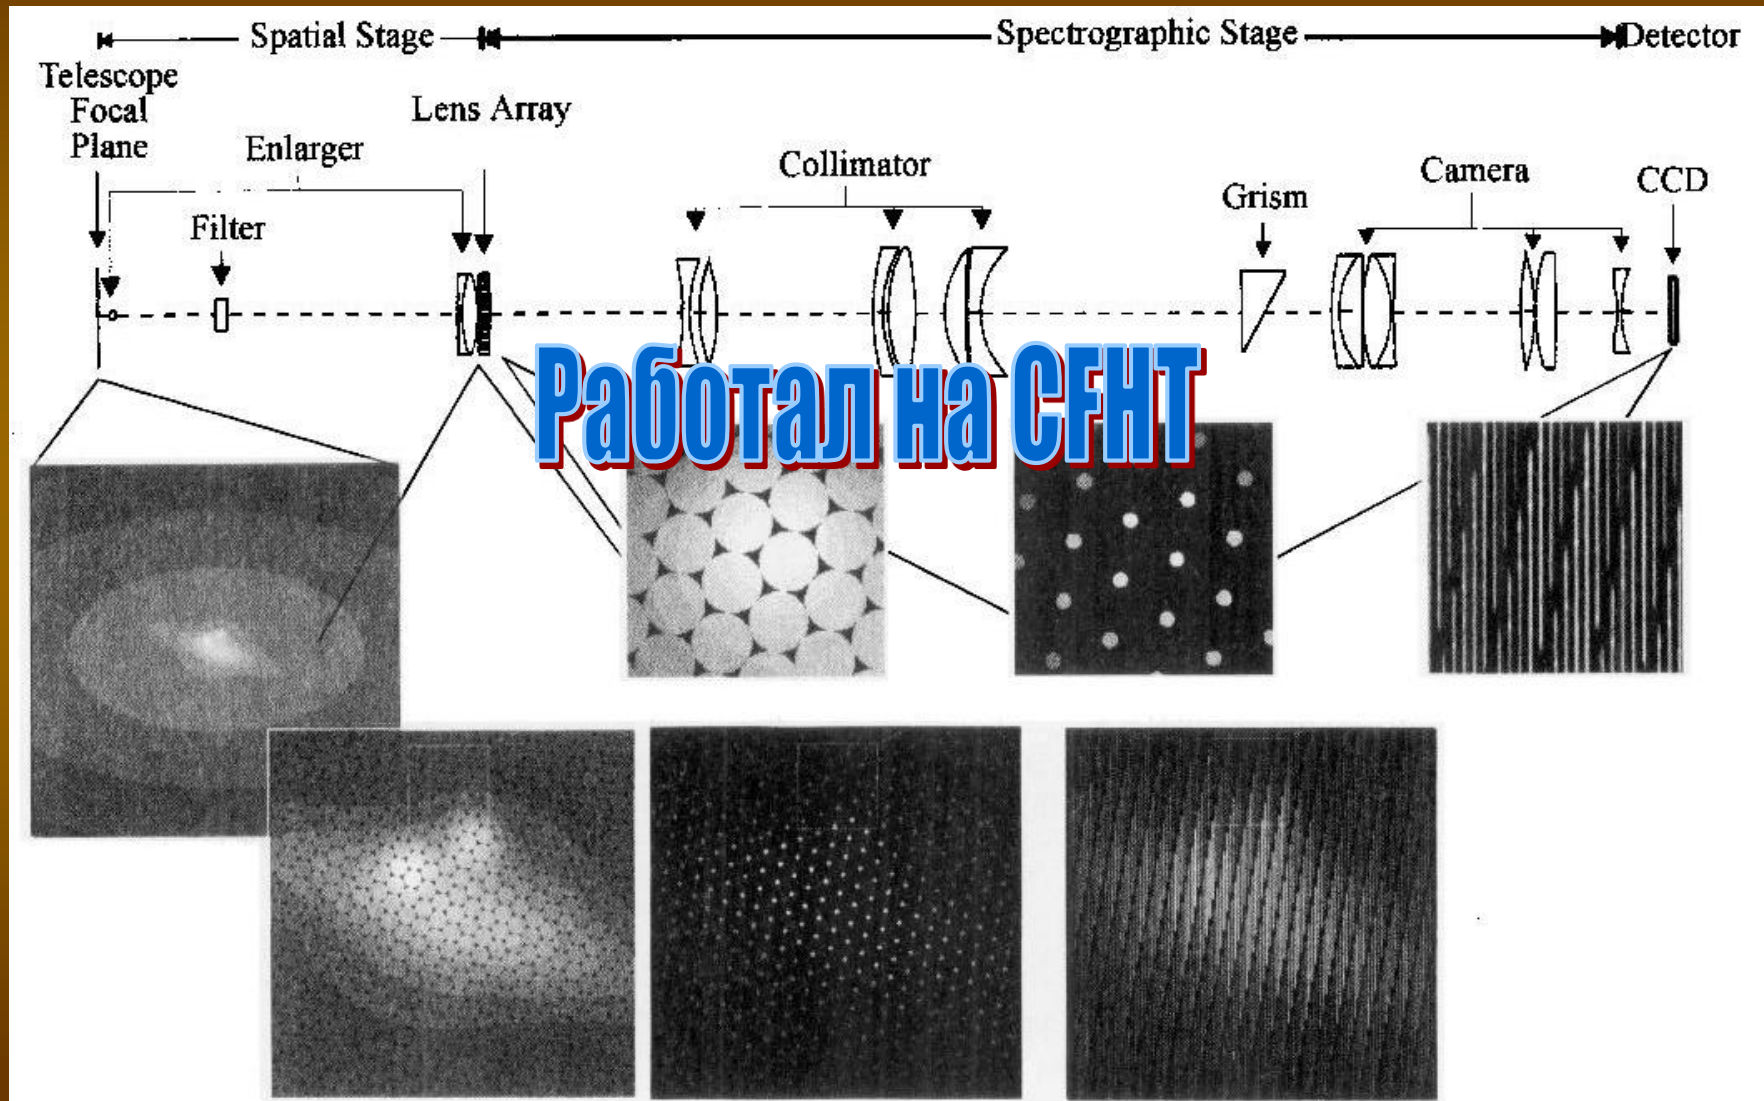 Spatial Stage
Spectrographic Stage
Detector
Telescope
Focal
Plane
Lens Array
Enlarger
Filter
Collimator
Grism
Camera
CCD
Работал на CFHT